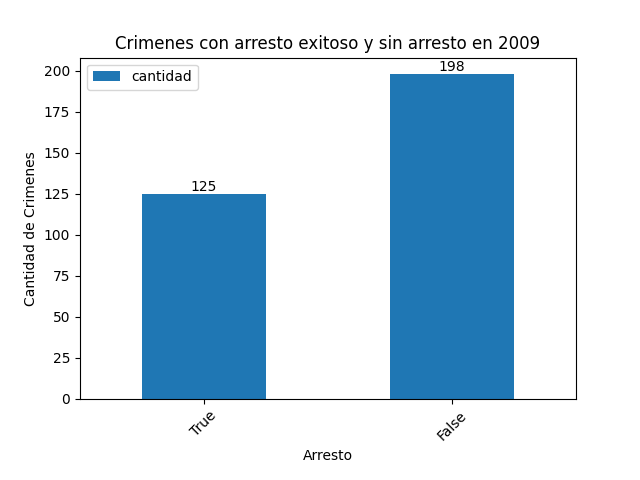 Crimenes con arresto exitoso y sin arresto en 2009
cantidad
200
175
150
125
100
75
50
25
0
Cantidad de Crimenes
125
198
True
False
Arresto